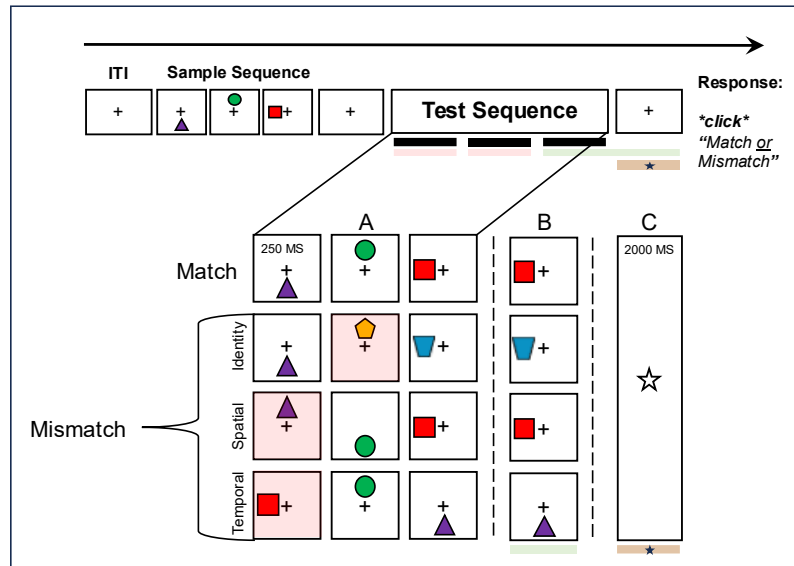 ITI
Sample Sequence
Test Sequence
Response:
*click*
"Match or
Mismatch"
A
B
C
250 MS
2000 MS
Match
Mismatch
Identity
Spatial
Temporal